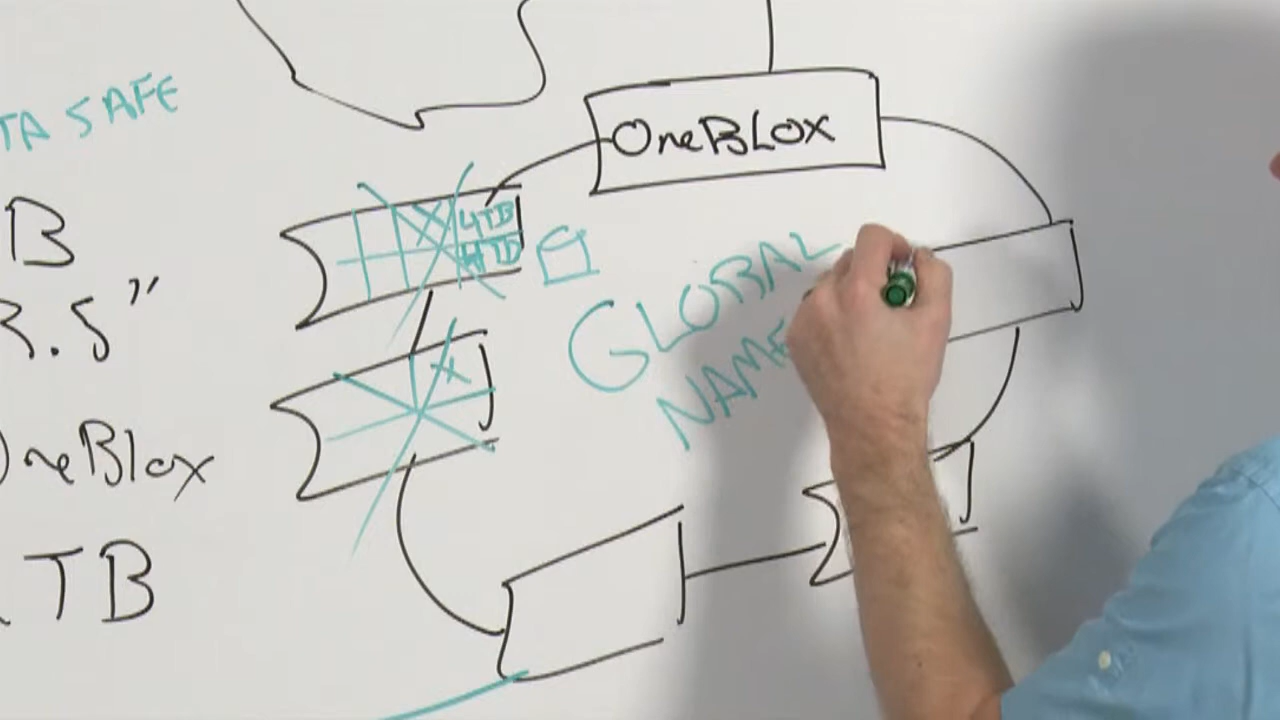 TA SAFE
B
3.5"
OneBlox
TB
OneBLOX
4TB
4TB
GLOBAL
NAME